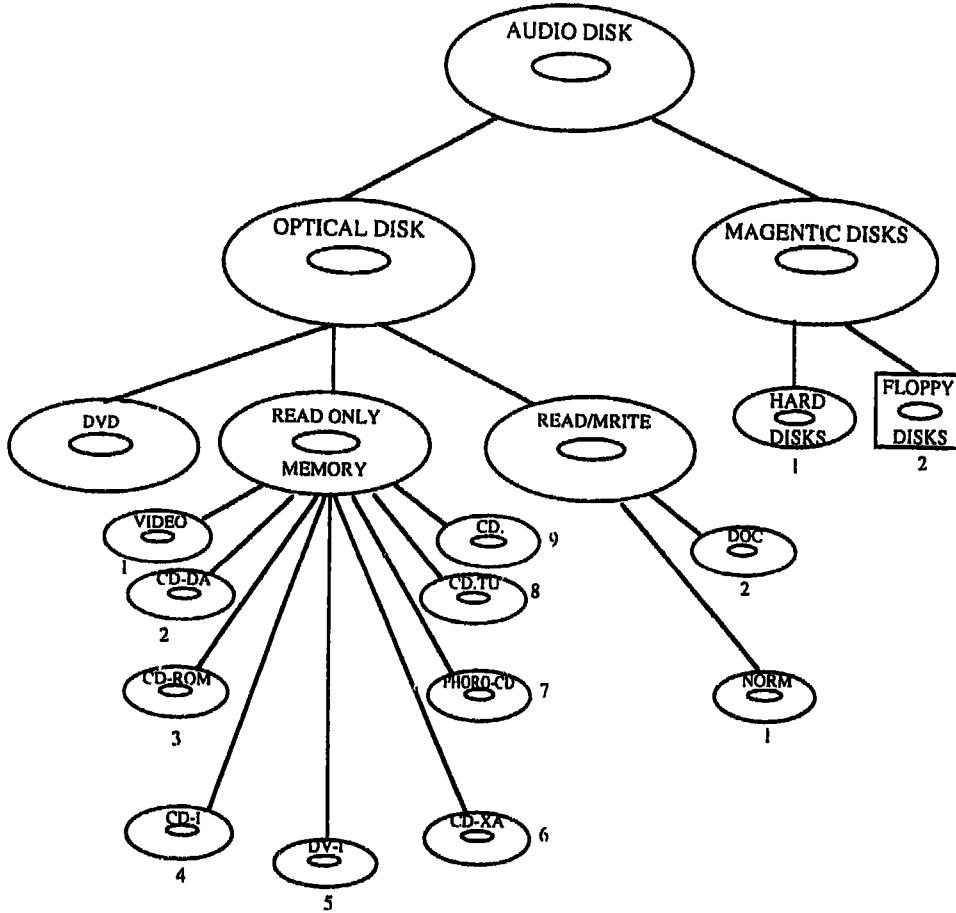 AUDIO DISK
OPTICAL DISK
MAGENTIC DISKS
DVD
READ ONLY
MEMORY
READ/MRITE
HARD
DISKS
1
FLOPPY
DISKS
2
VIDEO
1
CD-DA
2
CD-ROM
3
CD-I
4
DV-I
5
CD-XA
6
PHORO-CD
7
CD.TU
8
CD.
9
DOC
2
NORM
1